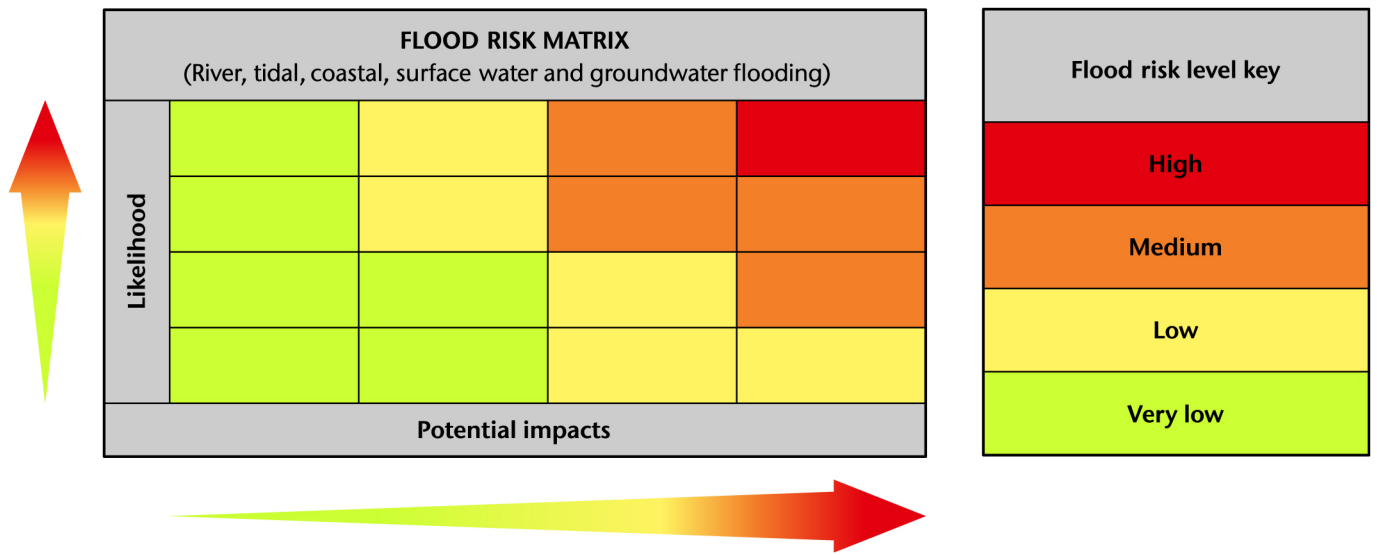 FLOOD RISK MATRIX
(River, tidal, coastal, surface water and groundwater flooding)
Likelihood
Potential impacts
Flood risk level key
High
Medium
Low
Very low